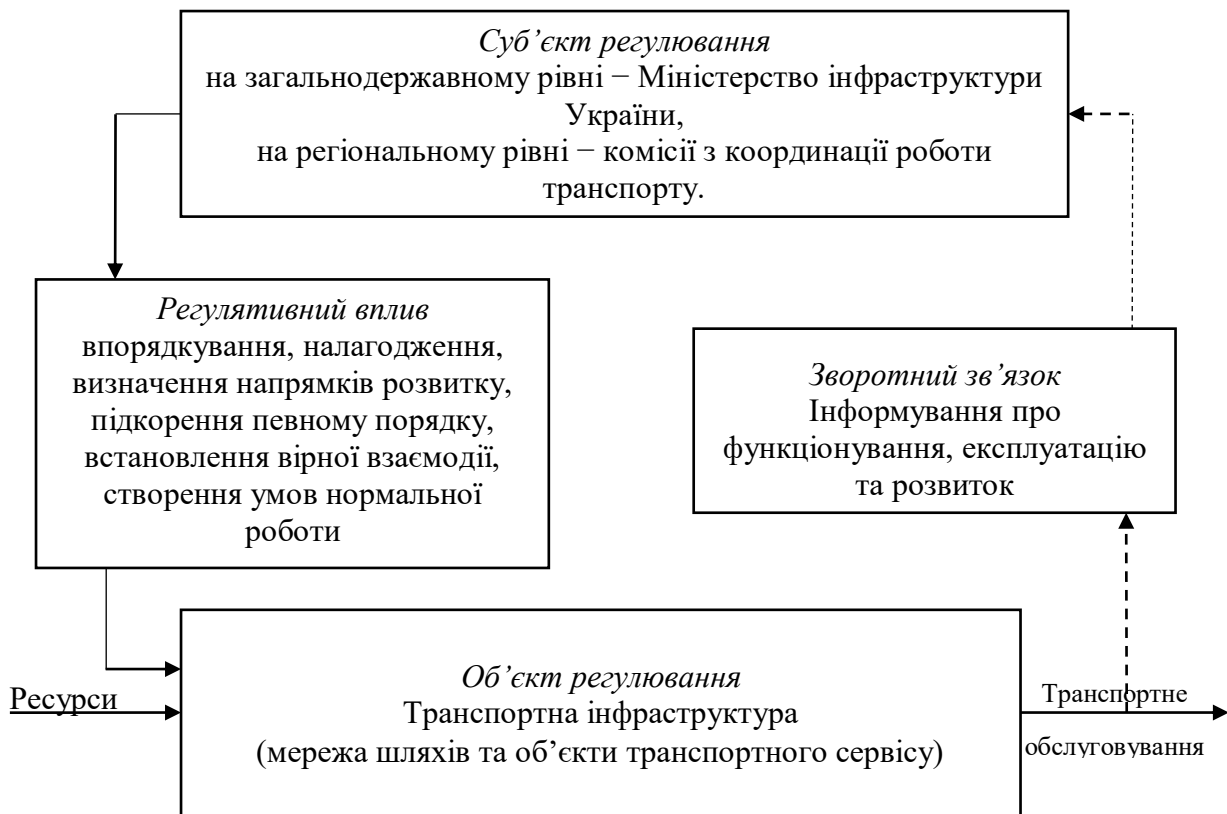 Суб’єкт регулювання
на загальнодержавному рівні − Міністерство інфраструктури
України,
на регіональному рівні − комісії з координації роботи
транспорту.
Регулятивний вплив
впорядкування, налагодження,
визначення напрямків розвитку,
підкорення певному порядку,
встановлення вірної взаємодії,
створення умов нормальної
роботи
Зворотний зв’язок
Інформування про
функціонування, експлуатацію
та розвиток
Ресурси
Об’єкт регулювання
Транспортна інфраструктура
(мережа шляхів та об’єкти транспортного сервісу)
Транспортне
обслуговування